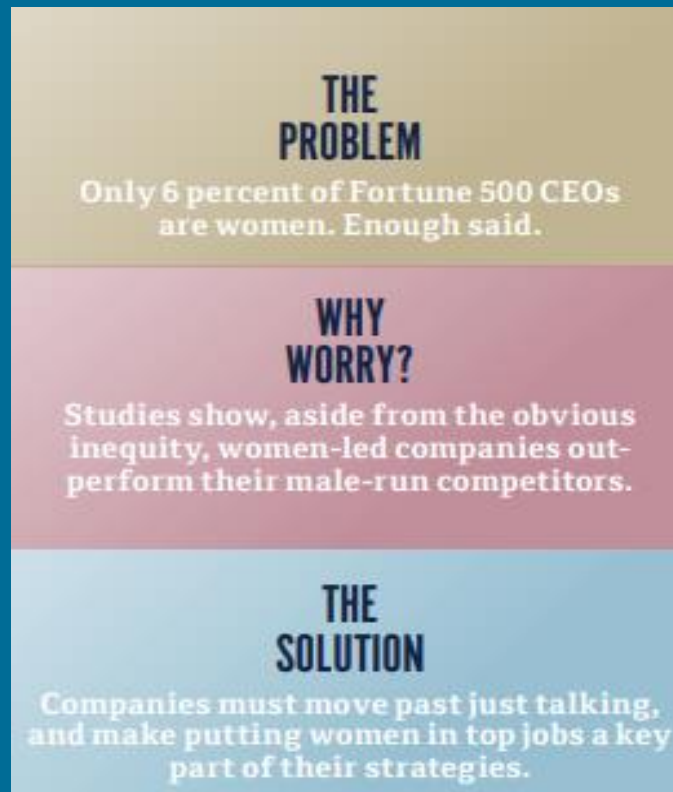 THE
PROBLEM
Only 6 percent of Fortune 500 CEOs
are women. Enough said.
WHY
WORRY?
Studies show, aside from the obvious
inequity, women-led companies out-
perform their male-run competitors.
THE
SOLUTION
Companies must move past just talking,
and make putting women in top jobs a key
part of their strategies.